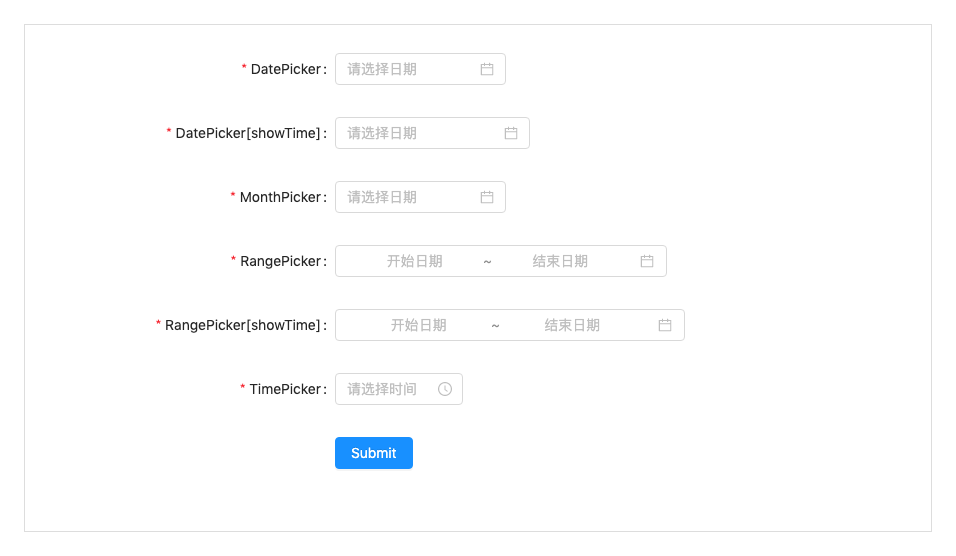 * DatePicker: 请选择日期
* DatePicker[showTime]: 请选择日期
* MonthPicker: 请选择日期
* RangePicker: 开始日期 ~ 结束日期
* RangePicker[showTime]: 开始日期 ~ 结束日期
* TimePicker: 请选择时间
Submit